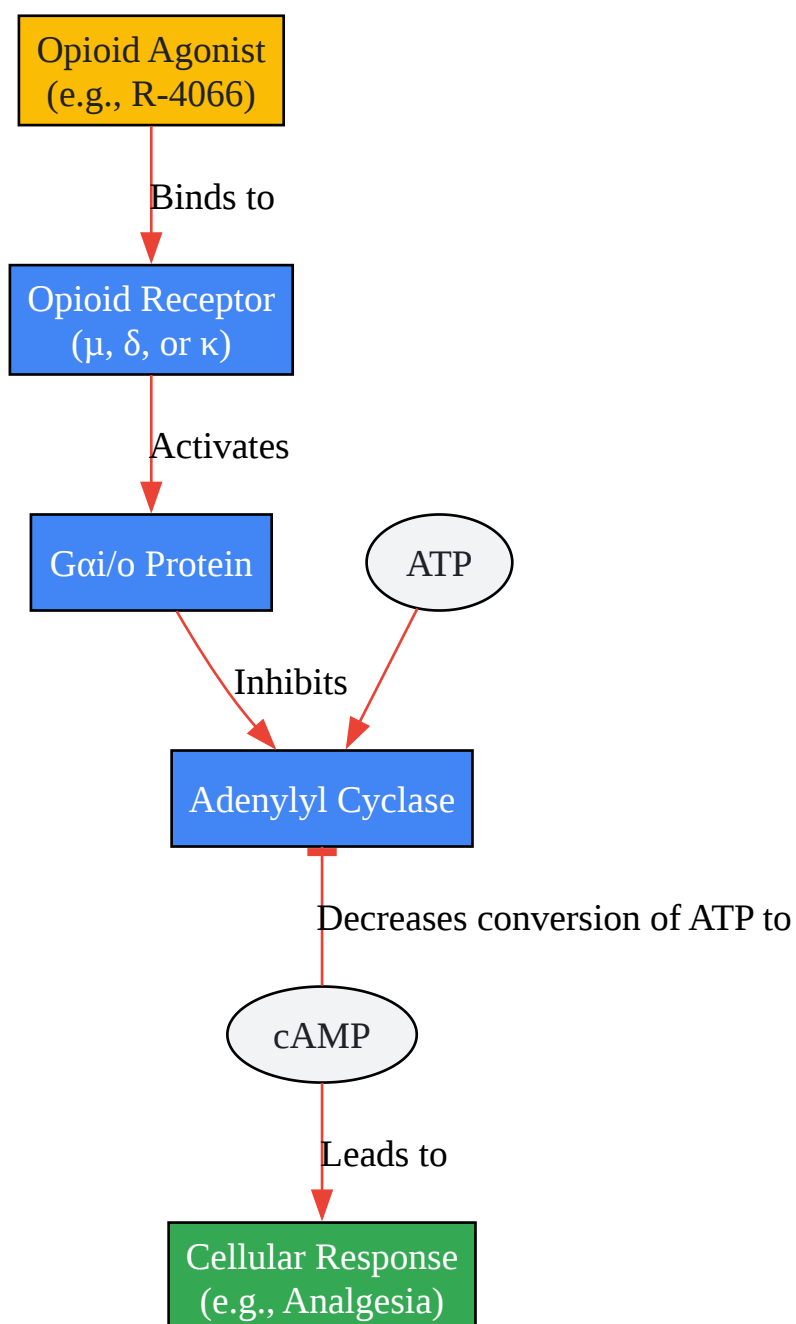 Opioid Agonist
(e.g., R-4066)
Binds to
Opioid Receptor
(μ, δ, or κ)
Activates
Gαi/o Protein
ATP
Inhibits
Adenylyl Cyclase
Decreases conversion of ATP to
cAMP
Leads to
Cellular Response
(e.g., Analgesia)